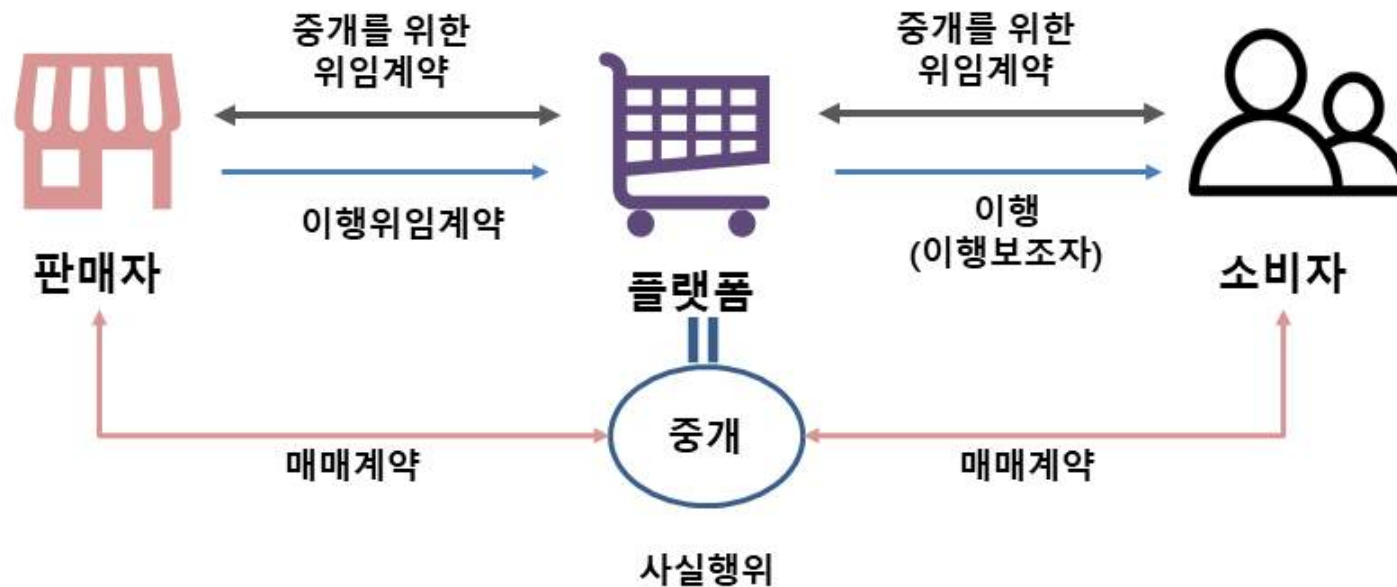 중개를 위한
위임계약
중개를 위한
위임계약
이행위임계약
이행
(이행보조자)
판매자
플랫폼
소비자
중개
매매계약
매매계약
사실행위